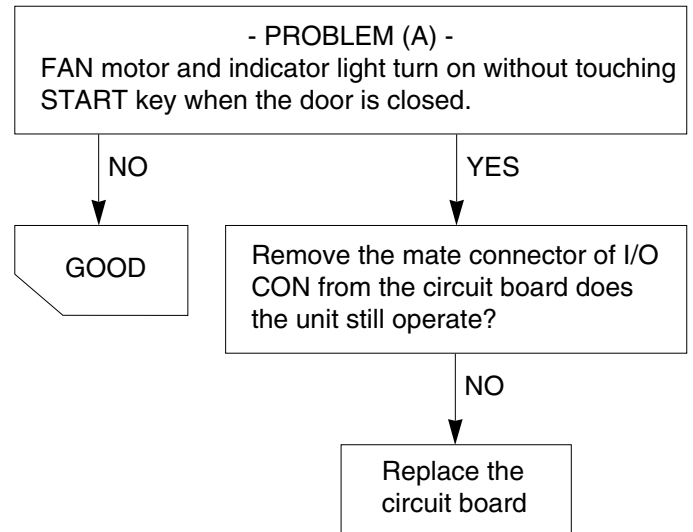 - PROBLEM (A) -
FAN motor and indicator light turn on without touching
START key when the door is closed.
NO
YES
GOOD
Remove the mate connector of I/O
CON from the circuit board does
the unit still operate?
NO
Replace the
circuit board